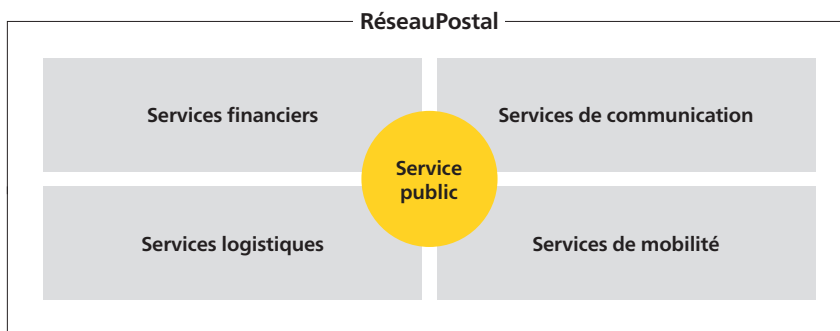 RéseauPostal
Services financiers
Services de communication
Service
public
Services logistiques
Services de mobilité